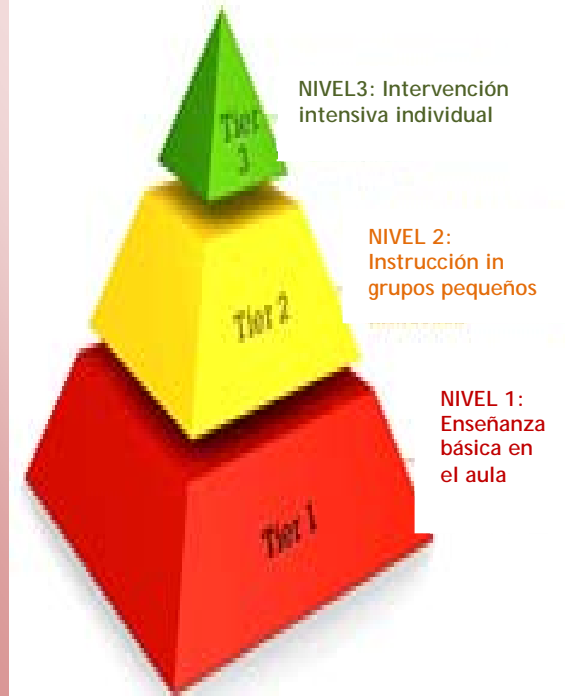 NIVEL3: Intervención
intensiva individual
Tier
3
NIVEL 2:
Instrucción in
grupos pequeños
Tier 2
NIVEL 1:
Enseñanza
básica en
el aula
Tier 1